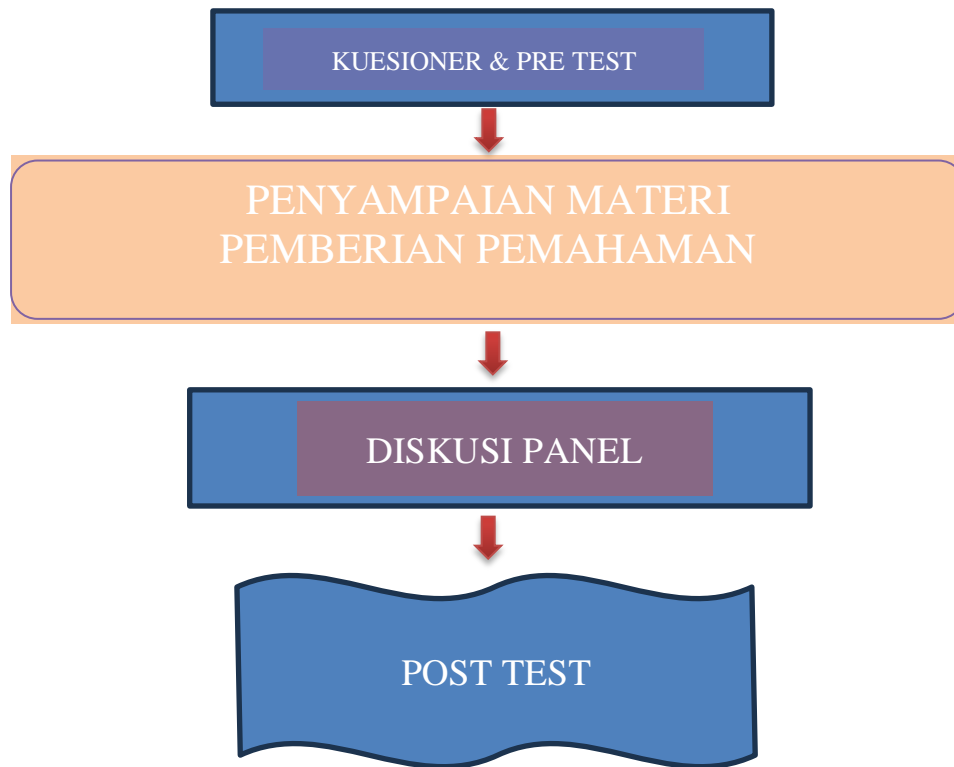 KUESIONER & PRE TEST
PENYAMPAIAN MATERI
PEMBERIAN PEMAHAMAN
DISKUSI PANEL
POST TEST